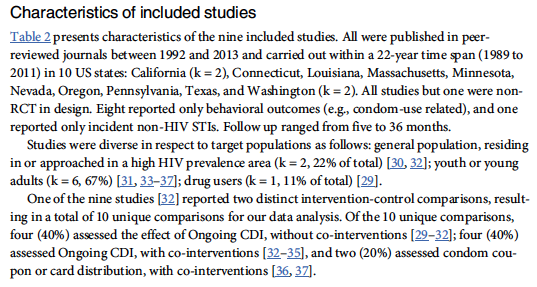 Characteristics of included studies
Table 2 presents characteristics of the nine included studies. All were published in peer-
reviewed journals between 1992 and 2013 and carried out within a 22-year time span (1989 to
2011) in 10 US states: California (k = 2), Connecticut, Louisiana, Massachusetts, Minnesota,
Nevada, Oregon, Pennsylvania, Texas, and Washington (k = 2). All studies but one were non-
RCT in design. Eight reported only behavioral outcomes (e.g., condom-use related), and one
reported only incident non-HIV STIs. Follow up ranged from five to 36 months.
Studies were diverse in respect to target populations as follows: general population, residing
in or approached in a high HIV prevalence area (k = 2, 22% of total) [30, 32]; youth or young
adults (k = 6, 67%) [31, 33–37]; drug users (k = 1, 11% of total) [29].
One of the nine studies [32] reported two distinct intervention-control comparisons, result-
ing in a total of 10 unique comparisons for our data analysis. Of the 10 unique comparisons,
four (40%) assessed the effect of Ongoing CDI, without co-interventions [29–32]; four (40%)
assessed Ongoing CDI, with co-interventions [32–35], and two (20%) assessed condom cou-
pon or card distribution, with co-interventions [36, 37].